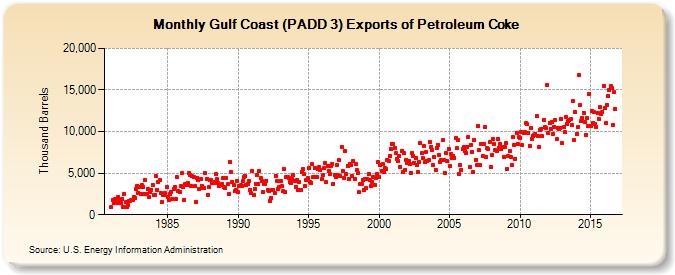 Monthly Gulf Coast (PADD 3) Exports of Petroleum Coke
Thousand Barrels
20,000
15,000
10,000
5,000
0
1985 1990 1995 2000 2005 2010 2015
Source: U.S. Energy Information Administration